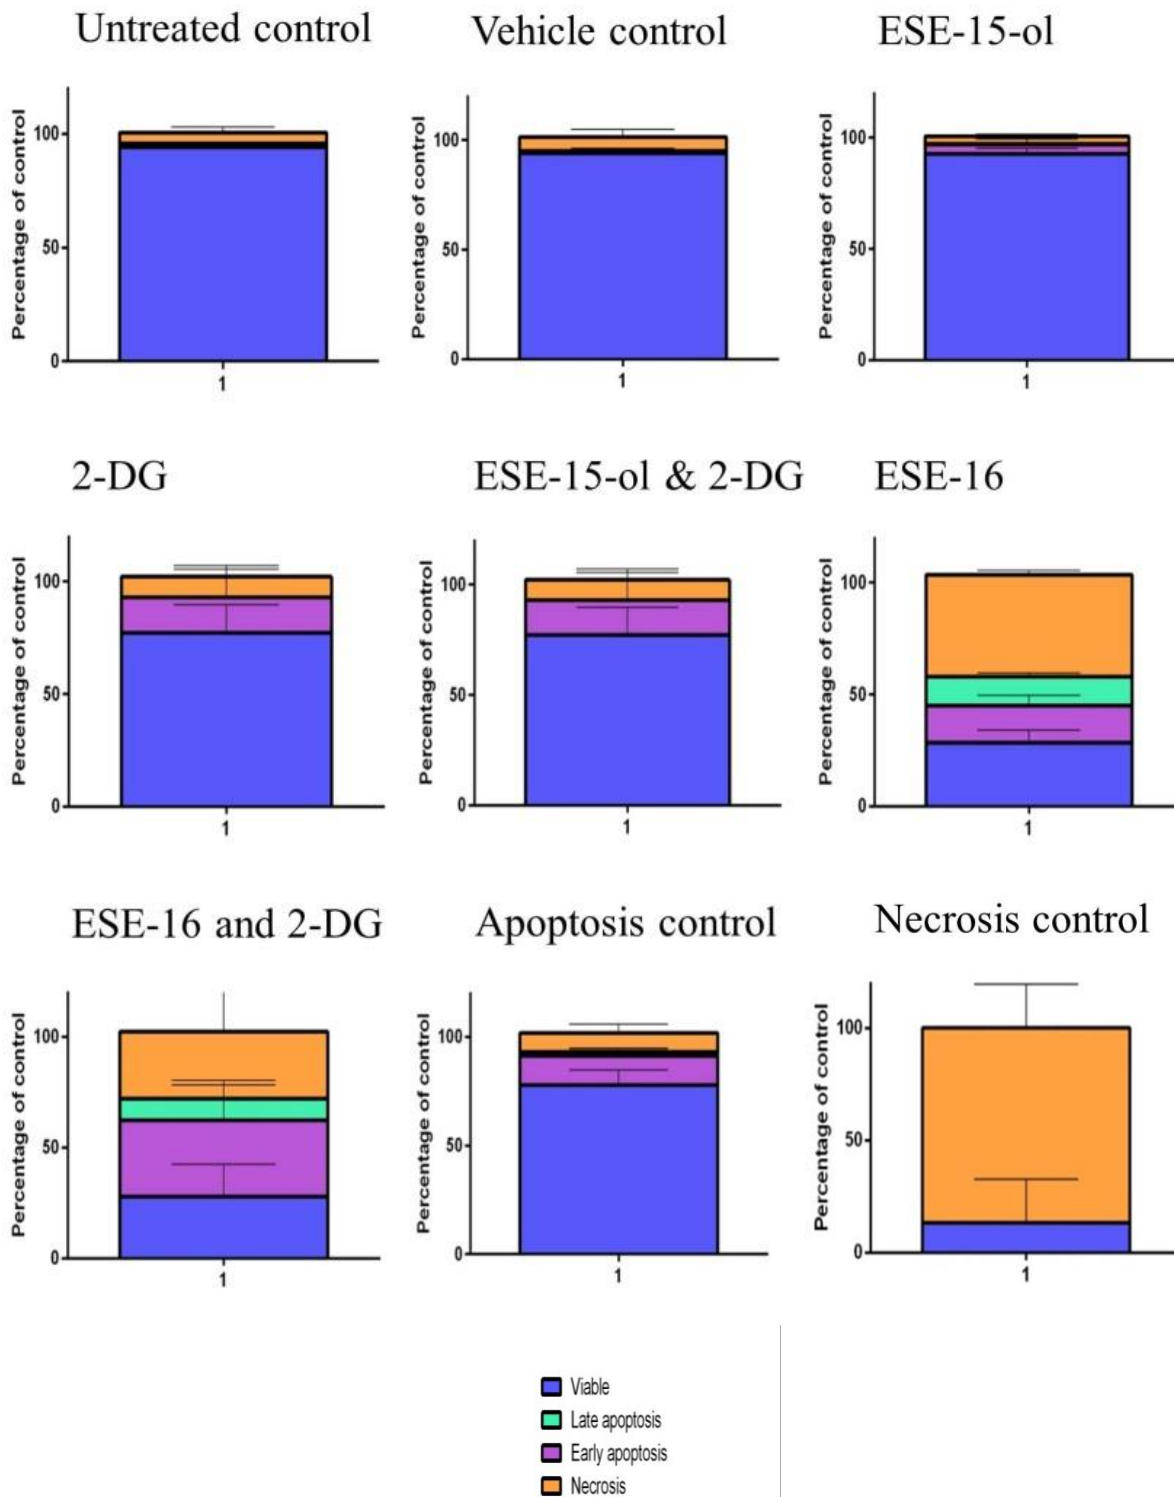 Untreated control
Vehicle control
ESE-15-ol
Percentage of control
100
50
0
1
Percentage of control
100
50
0
1
Percentage of control
100
50
0
1
2-DG
ESE-15-ol & 2-DG
ESE-16
Percentage of control
100
50
0
1
Percentage of control
100
50
0
1
Percentage of control
100
50
0
1
ESE-16 and 2-DG
Apoptosis control
Necrosis control
Percentage of control
100
50
0
1
Percentage of control
100
50
0
1
Percentage of control
100
50
0
1
Viable
Late apoptosis
Early apoptosis
Necrosis